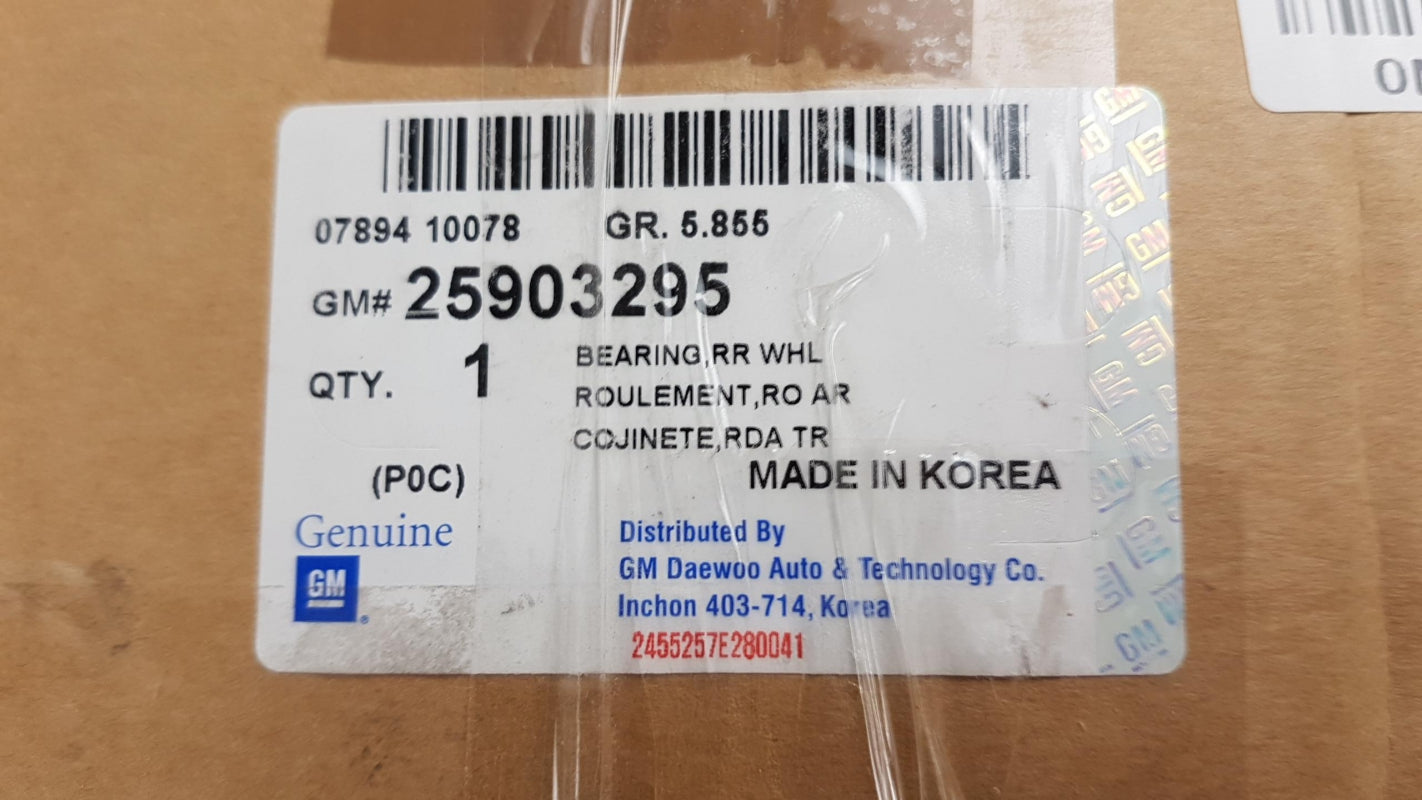 07894 10078 GR. 5.855
GM# 25903295
QTY. 1
BEARING,RR WHL
ROULEMENT,RO AR
COJINETE,RDA TR
(P0C)
MADE IN KOREA
Genuine
GM
Distributed By
GM Daewoo Auto & Technology Co.
Inchon 403-714, Korea
2455257E280041